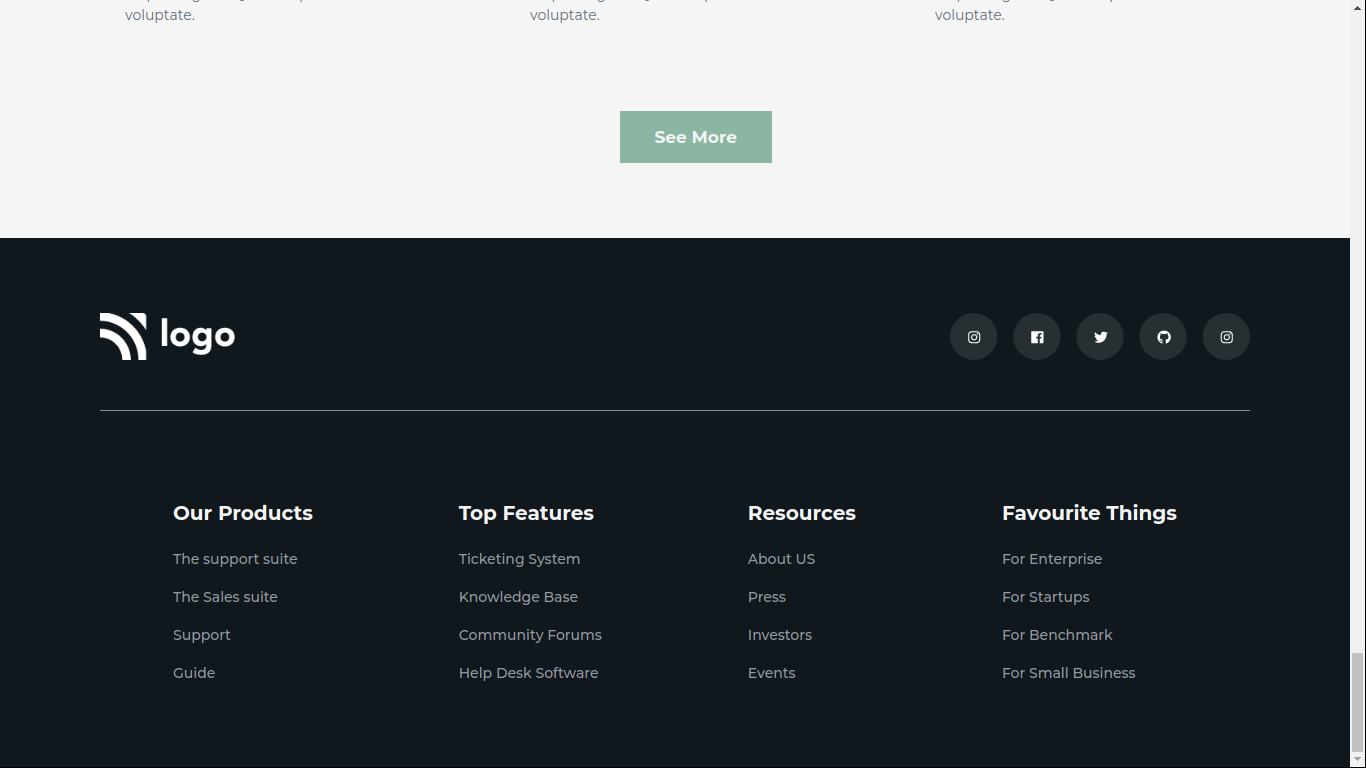 voluptate.
voluptate.
voluptate.
See More
logo
Our Products
The support suite
The Sales suite
Support
Guide
Top Features
Ticketing System
Knowledge Base
Community Forums
Help Desk Software
Resources
About US
Press
Investors
Events
Favourite Things
For Enterprise
For Startups
For Benchmark
For Small Business